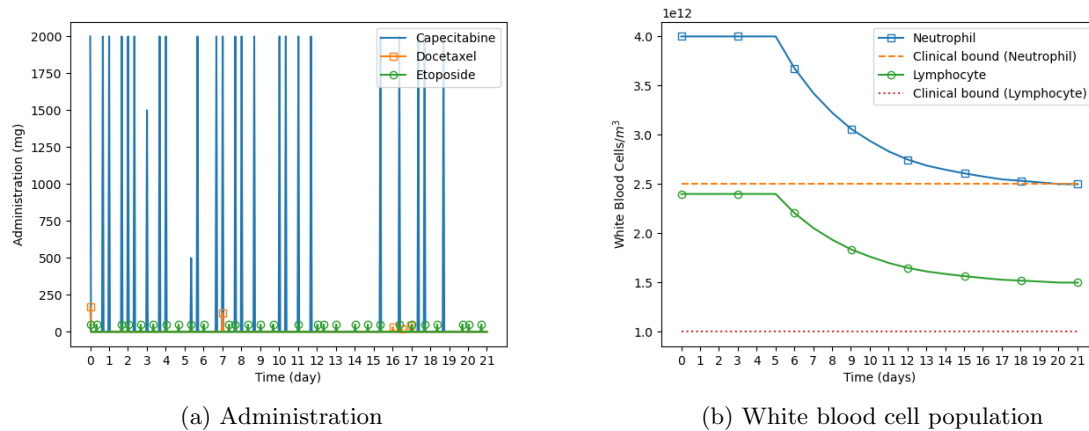 2000
1750
1500
1250
1000
750
500
250
0
Administration (mg)
Capecitabine
Docetaxel
Etoposide
0 1 2 3 4 5 6 7 8 9 10 11 12 13 14 15 16 17 18 19 20 21
Time (day)
(a) Administration
1e12
4.0
3.5
3.0
2.5
2.0
1.5
1.0
White Blood Cells/m³
Neutrophil
Clinical bound (Neutrophil)
Lymphocyte
Clinical bound (Lymphocyte)
0 1 2 3 4 5 6 7 8 9 10 11 12 13 14 15 16 17 18 19 20 21
Time (days)
(b) White blood cell population